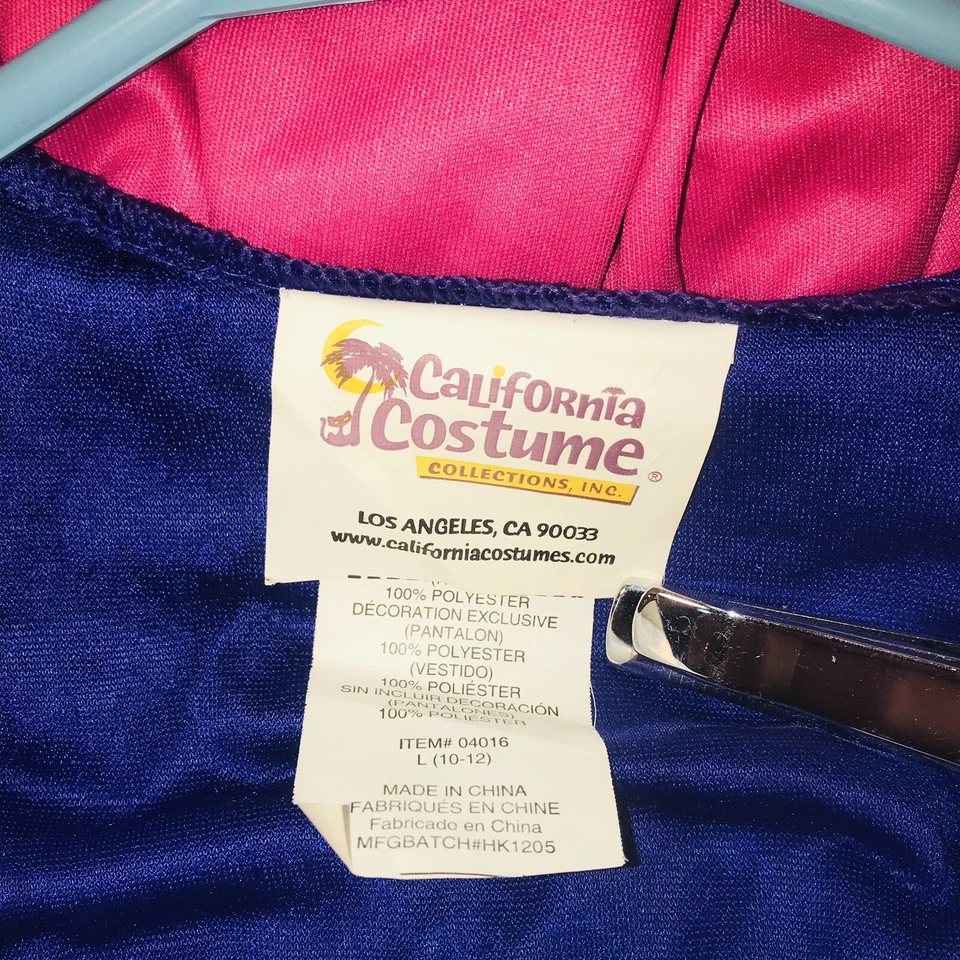 California
Costume ®
COLLECTIONS, INC.
LOS ANGELES, CA 90033
www.californiacostumes.com
100% POLYESTER
DÉCORATION EXCLUSIVE
(PANTALON)
100% POLYESTER
(VESTIDO)
100% POLIÉSTER
SIN INCLUIR DECORACIÓN
(PANTALONES)
100% POLIÉSTER
ITEM# 04016
L (10-12)
MADE IN CHINA
FABRIQUÉS EN CHINE
Fabricado en China
MFGBATCH#HK1205